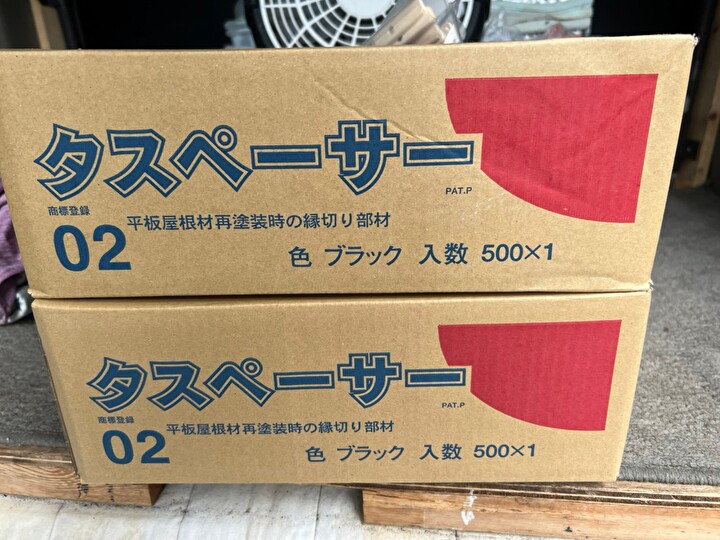 タスペーサー
PAT.P
商標登録
02 平板屋根材再塗装時の縁切り部材
色 ブラック 入数 500×1
タスペーサー
PAT.P
商標登録
02 平板屋根材再塗装時の縁切り部材
色 ブラック 入数 500×1